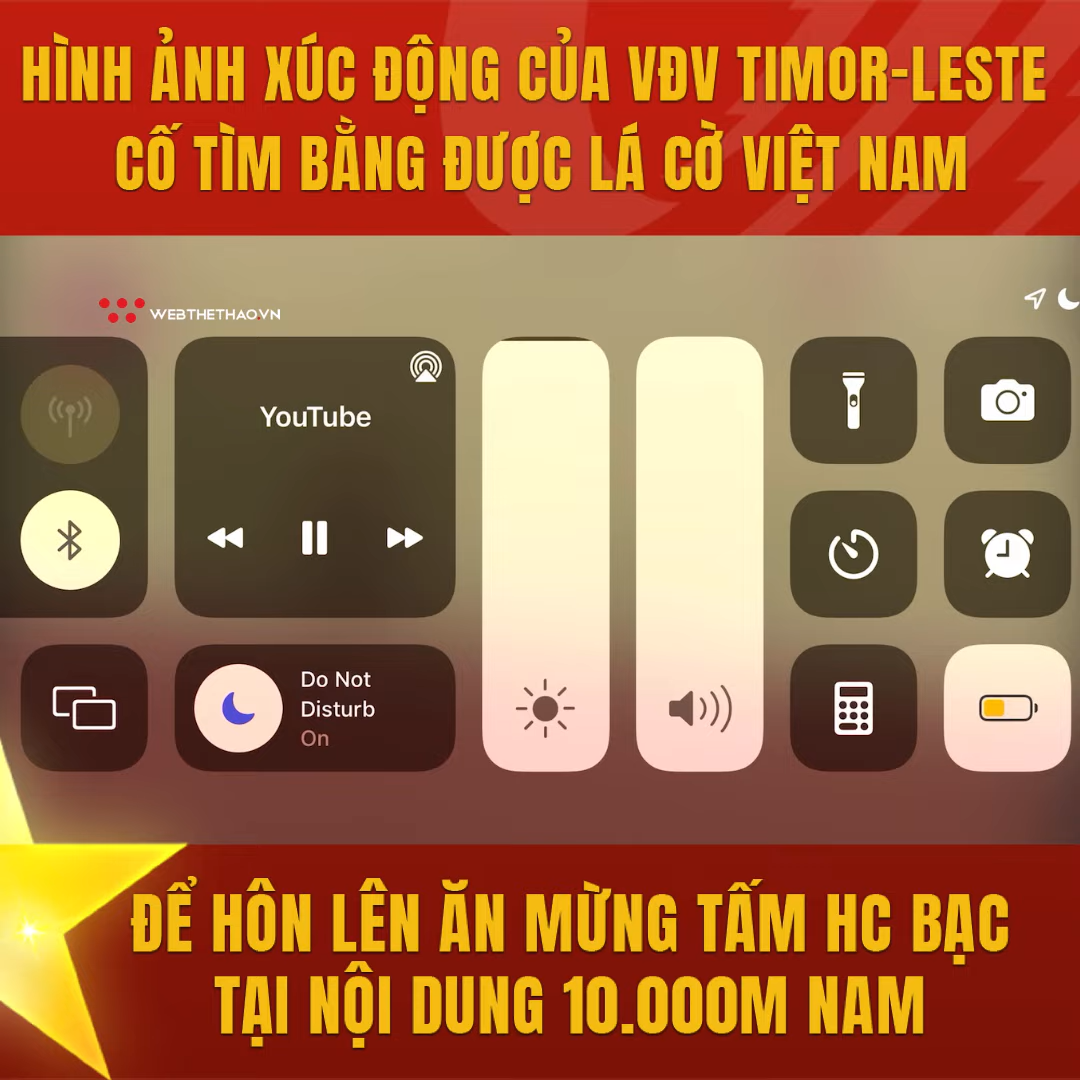 HÌNH ẢNH XÚC ĐỘNG CỦA VĐV TIMOR-LESTE
CỐ TÌM BẰNG ĐƯỢC LÁ CỜ VIỆT NAM
WEBTHETHAO.VN
YouTube
Do Not
Disturb
On
ĐỂ HÔN LÊN ĂN MỪNG TẤM HC BẠC
TẠI NỘI DUNG 10.000M NAM